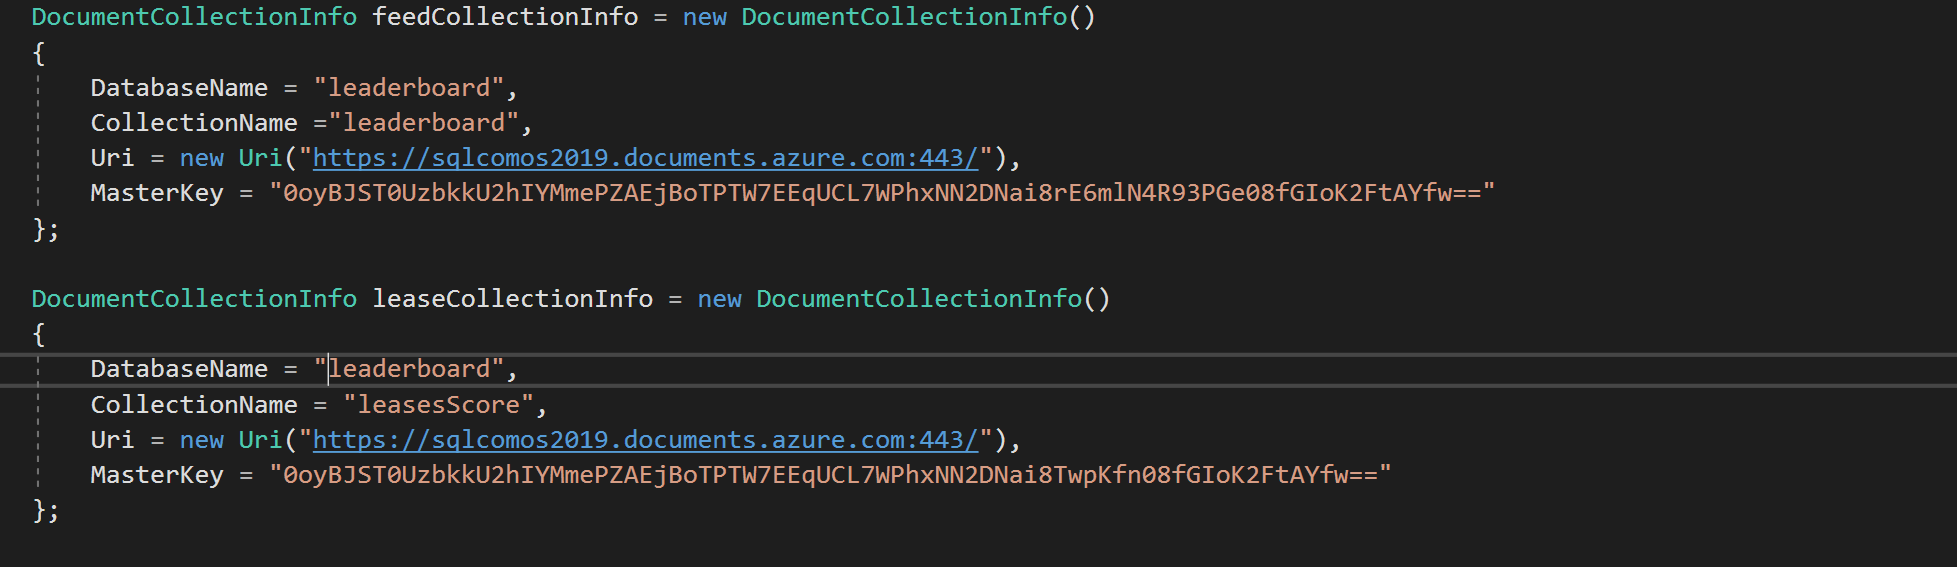 DocumentCollectionInfo feedCollectionInfo = new DocumentCollectionInfo()
{
DatabaseName = "leaderboard",
CollectionName ="leaderboard",
Uri = new Uri("https://sqlcomos2019.documents.azure.com:443/"),
MasterKey = "0oyBJST0UzbkkU2hIYMmePZAEjBoTPTW7EEqUCL7WPhxNN2DNai8rE6mlN4R93PGe08fGIoK2FtAYfw=="
};
DocumentCollectionInfo leaseCollectionInfo = new DocumentCollectionInfo()
{
DatabaseName = "leaderboard",
CollectionName = "leasesScore",
Uri = new Uri("https://sqlcomos2019.documents.azure.com:443/"),
MasterKey = "0oyBJST0UzbkkU2hIYMmePZAEjBoTPTW7EEqUCL7WPhxNN2DNai8TwpKfn08fGIoK2FtAYfw=="
};